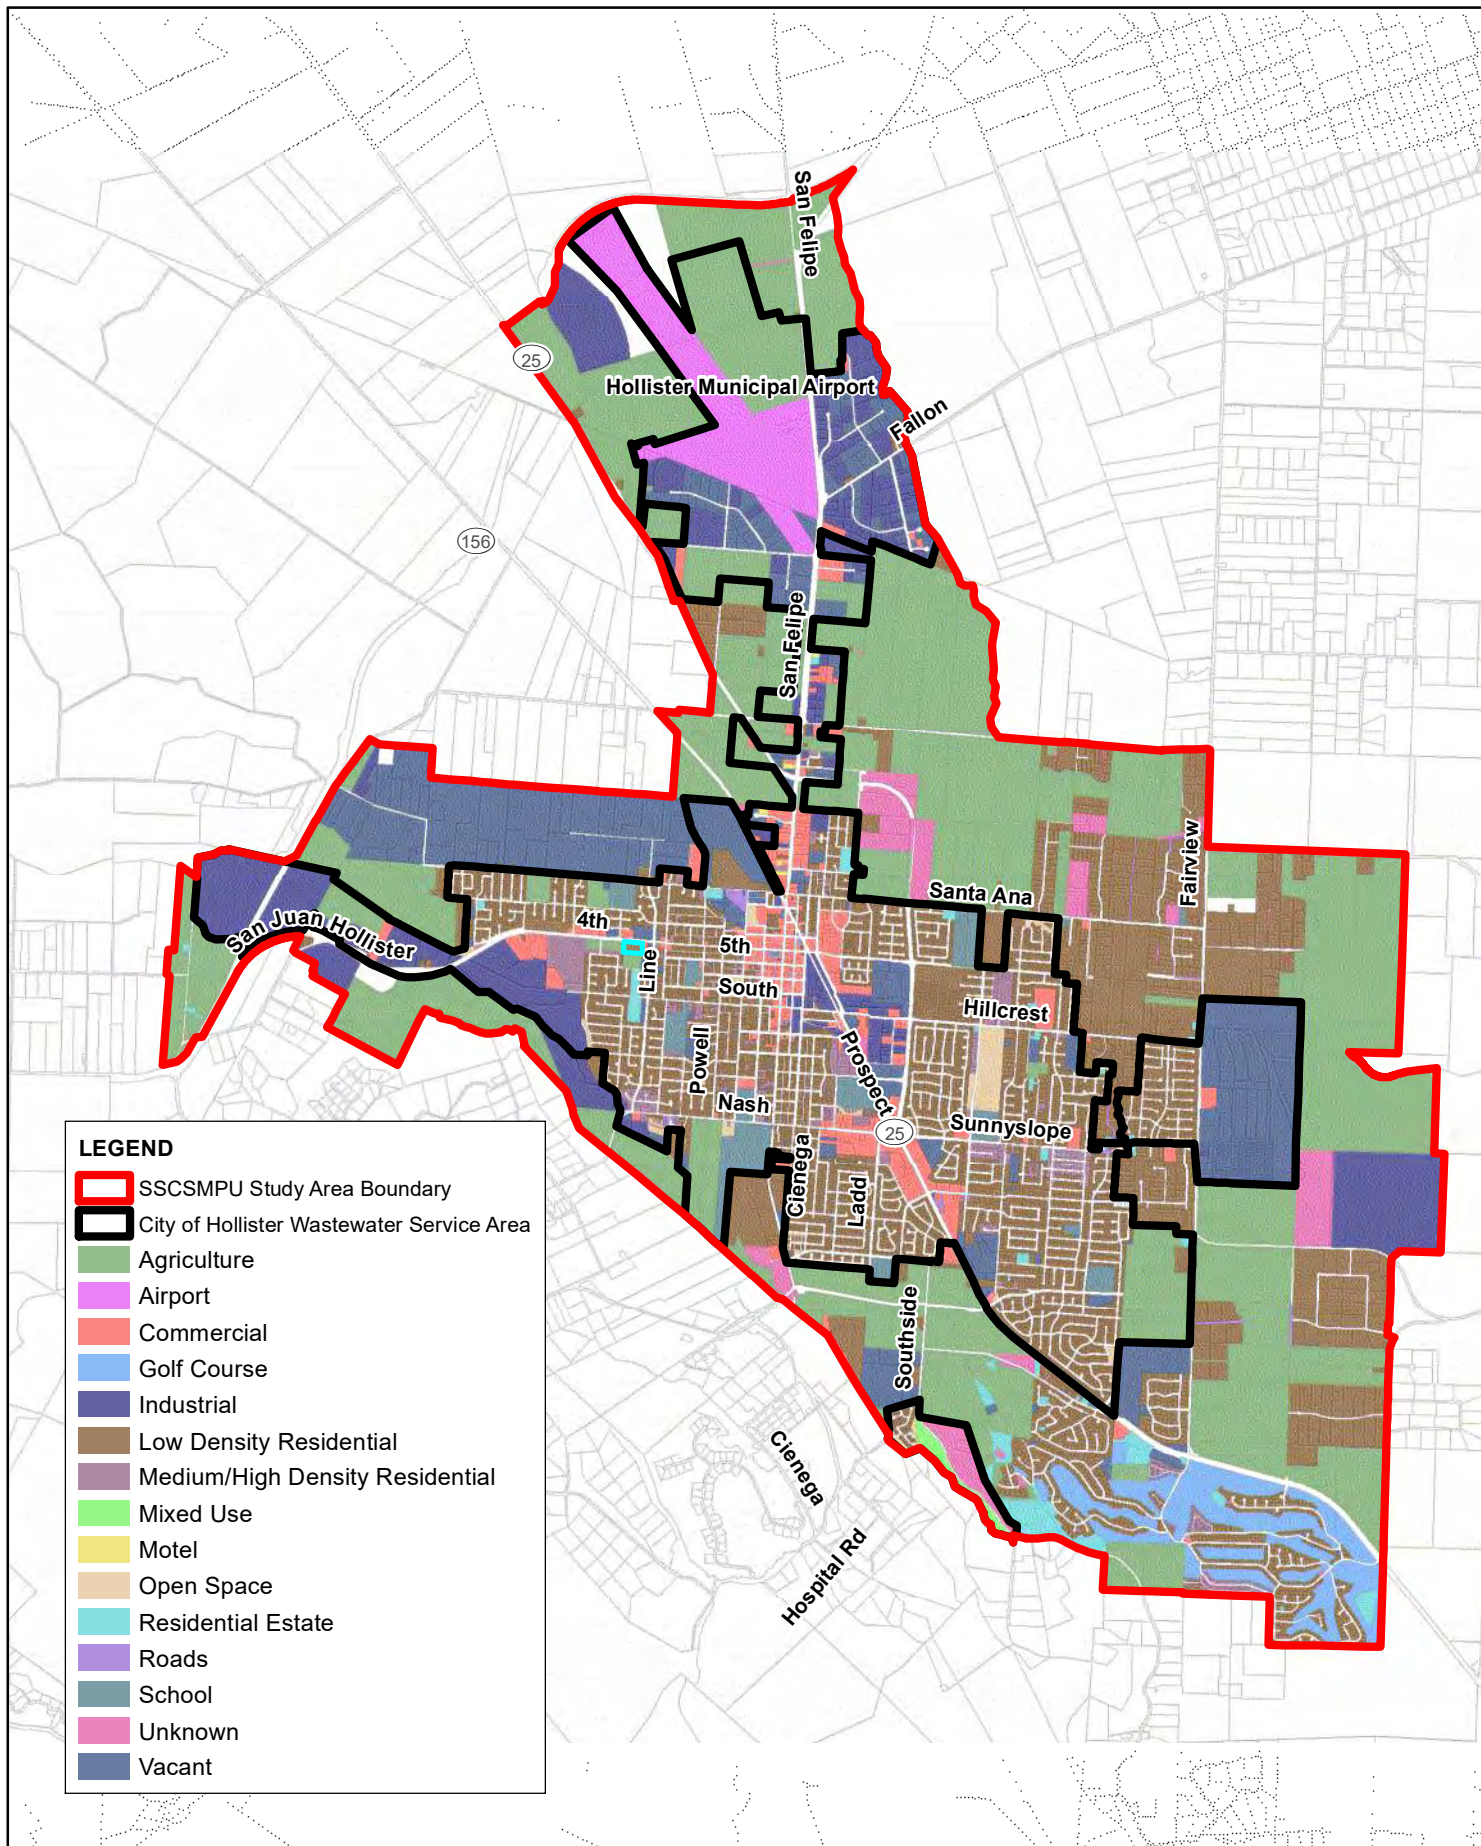 San Felipe
25
Hollister Municipal Airport
Fallon
156
San Felipe
Fairview
Santa Ana
4th
San Juan Hollister
5th
Line
South
Hillcrest
Powell
Prospect
Nash
25
Sunnyslope
Cienega
Ladd
Southside
Cienega
Hospital Rd
LEGEND
SSCSMPU Study Area Boundary
City of Hollister Wastewater Service Area
Agriculture
Airport
Commercial
Golf Course
Industrial
Low Density Residential
Medium/High Density Residential
Mixed Use
Motel
Open Space
Residential Estate
Roads
School
Unknown
Vacant